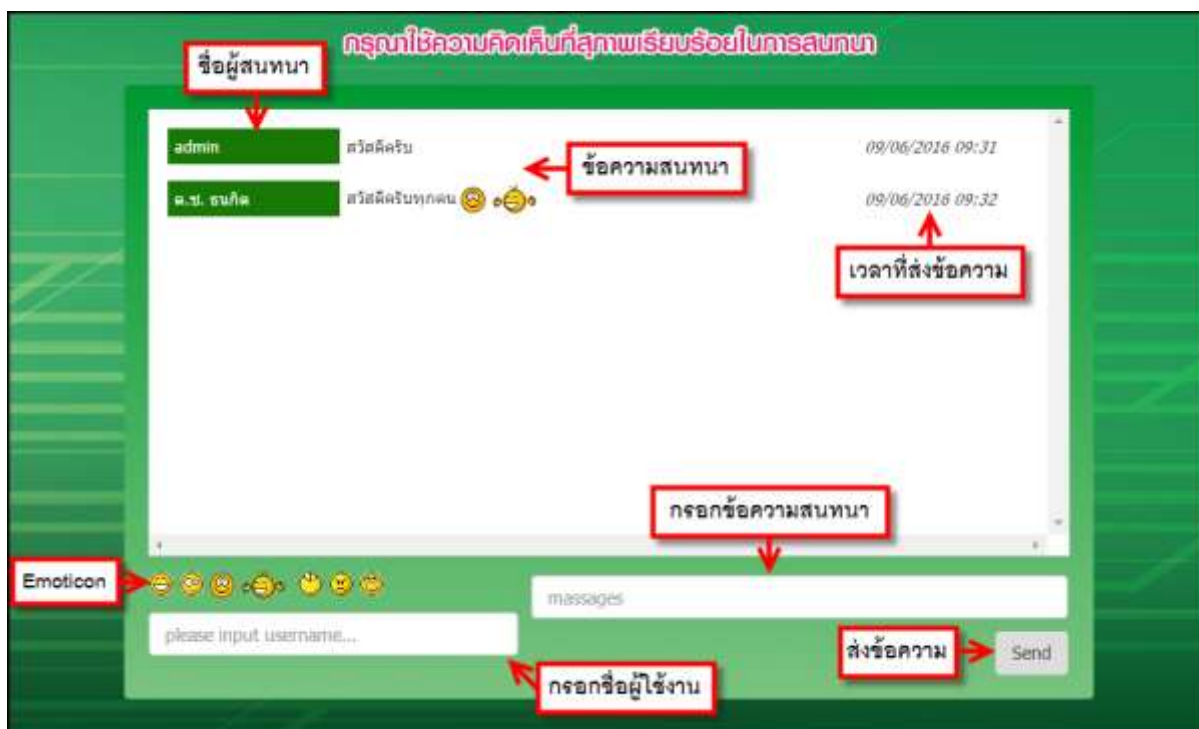 กรุณาใช้ความคิดเห็นที่สุภาพเรียบร้อยในการสนทนา
ชื่อผู้สนทนา
admin สวัสดีครับ 09/06/2016 09:31
ข้อความสนทนา
ด.ช. ธนกิต สวัสดีครับทุกคน 09/06/2016 09:32
เวลาที่ส่งข้อความ
กรอกข้อความสนทนา
Emoticon
massages
please input username...
ส่งข้อความ Send
กรอกชื่อผู้ใช้งาน